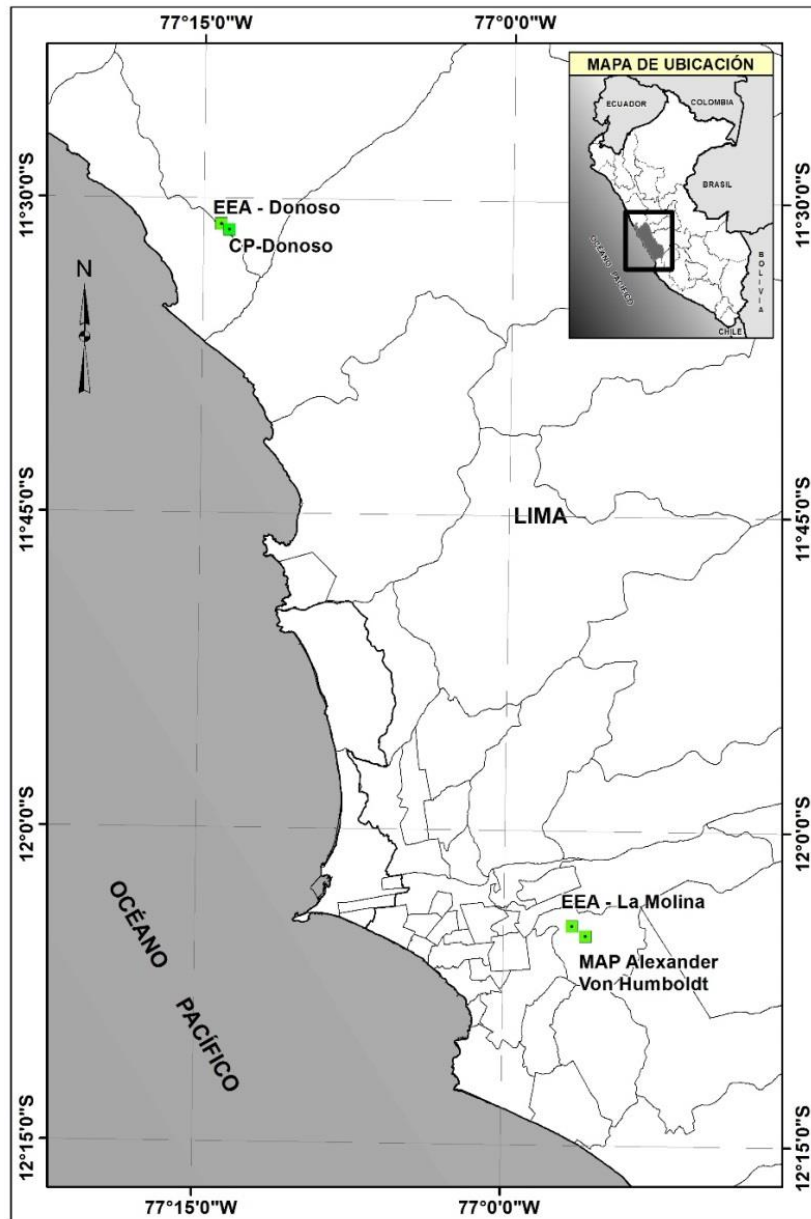 77°15'0"W 77°0'0"W
MAPA DE UBICACIÓN
ECUADOR
COLOMBIA
BRASIL
OCÉANO PACÍFICO
BOLIVIA
CHILE
11°30'0"S 11°30'0"S
EEA - Donoso
CP-Donoso
N
11°45'0"S 11°45'0"S
LIMA
12°0'0"S 12°0'0"S
EEA - La Molina
MAP Alexander
Von Humboldt
OCÉANO PACÍFICO
12°15'0"S 12°15'0"S
77°15'0"W 77°0'0"W